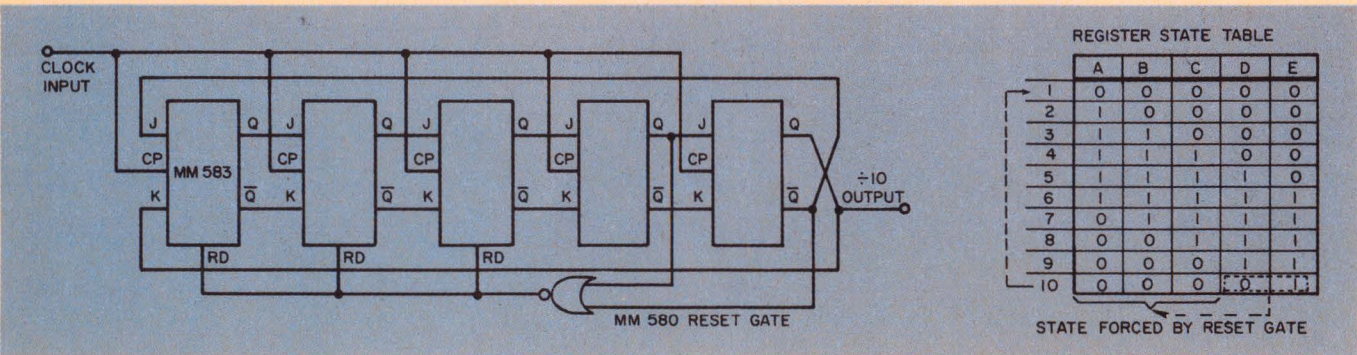 CLOCK
INPUT
J Q J Q J Q J Q J Q
CP CP CP CP CP
MM 583
K Q̅ K Q̅ K Q̅ K Q̅ K Q̅
÷10
OUTPUT
RD RD RD
MM 580 RESET GATE
REGISTER STATE TABLE
A B C D E
1 0 0 0 0 0
2 1 0 0 0 0
3 1 1 0 0 0
4 1 1 1 0 0
5 1 1 1 1 0
6 1 1 1 1 1
7 0 1 1 1 1
8 0 0 1 1 1
9 0 0 0 1 1
10 0 0 0 0 1
STATE FORCED BY RESET GATE